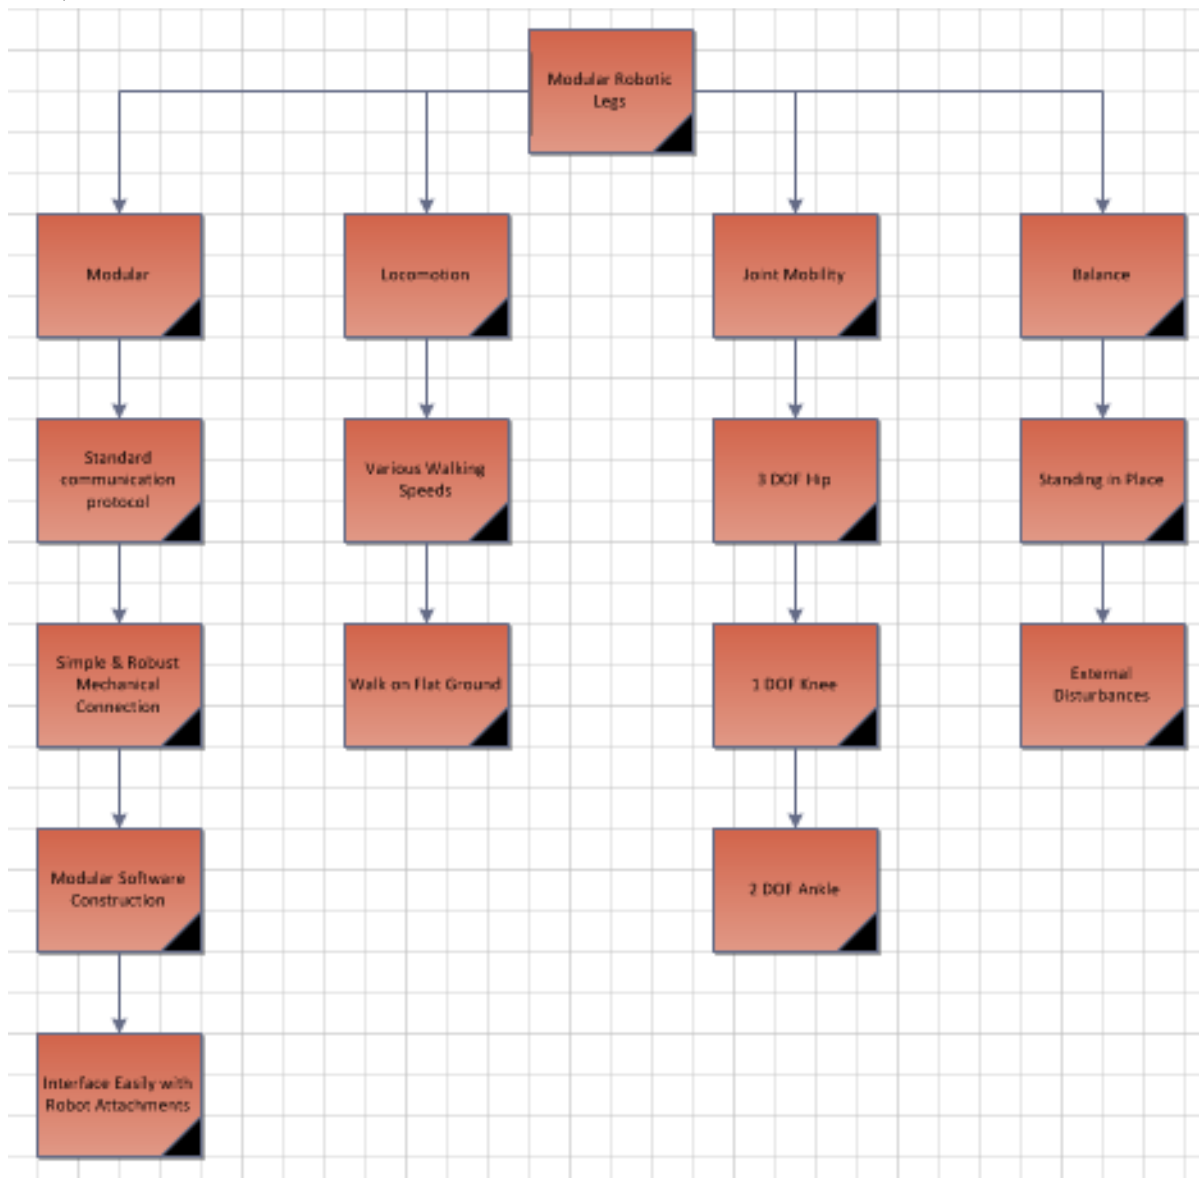 Modular Robotic
Legs
Modular
Locomotion
Joint Mobility
Balance
Standard
communication
protocol
Various Walking
Speeds
3 DOF Hip
Standing in Place
Simple & Robust
Mechanical
Connection
Walk on Flat Ground
1 DOF Knee
External
Disturbances
Modular Software
Construction
2 DOF Ankle
Interface Easily with
Robot Attachments